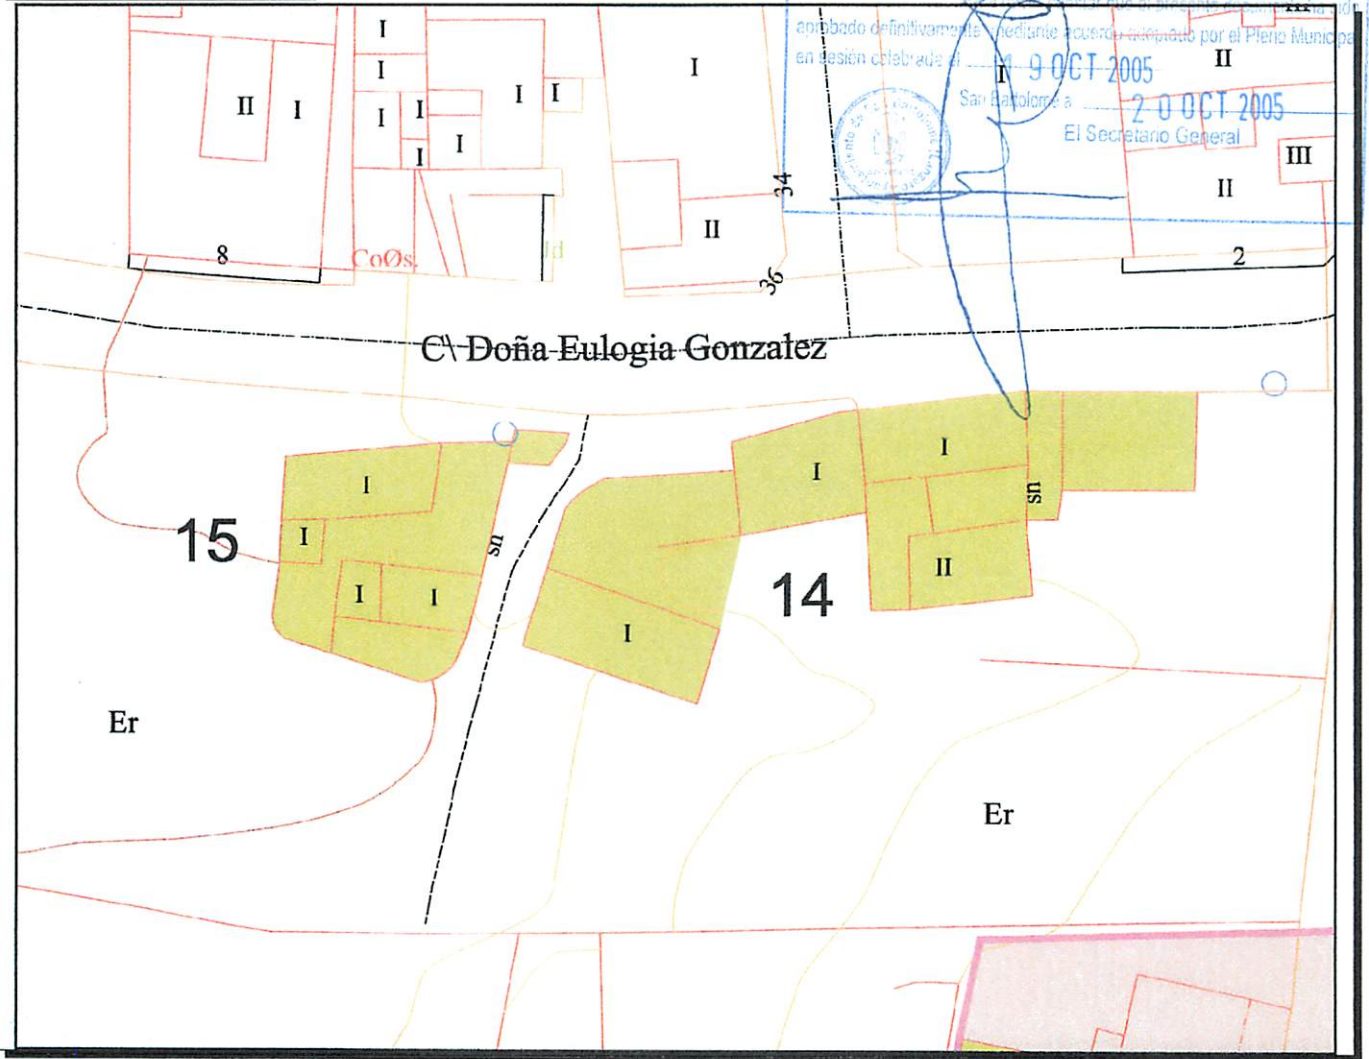 aprobado definitivamente mediante acuerdo adoptado por el Pleno Municipal
en sesión celebrada el 19 OCT 2005
San Bartolomé a 20 OCT 2005
El Secretario General
I
I
I
I
I
I
I
I
I
II
I
I
I
II
III
II
II
34
36
8
CoØs.
Jd
2
C\ Doña Eulogia Gonzalez
I
I
I
sn
sn
15
I
I
I
14
II
I
Er
Er